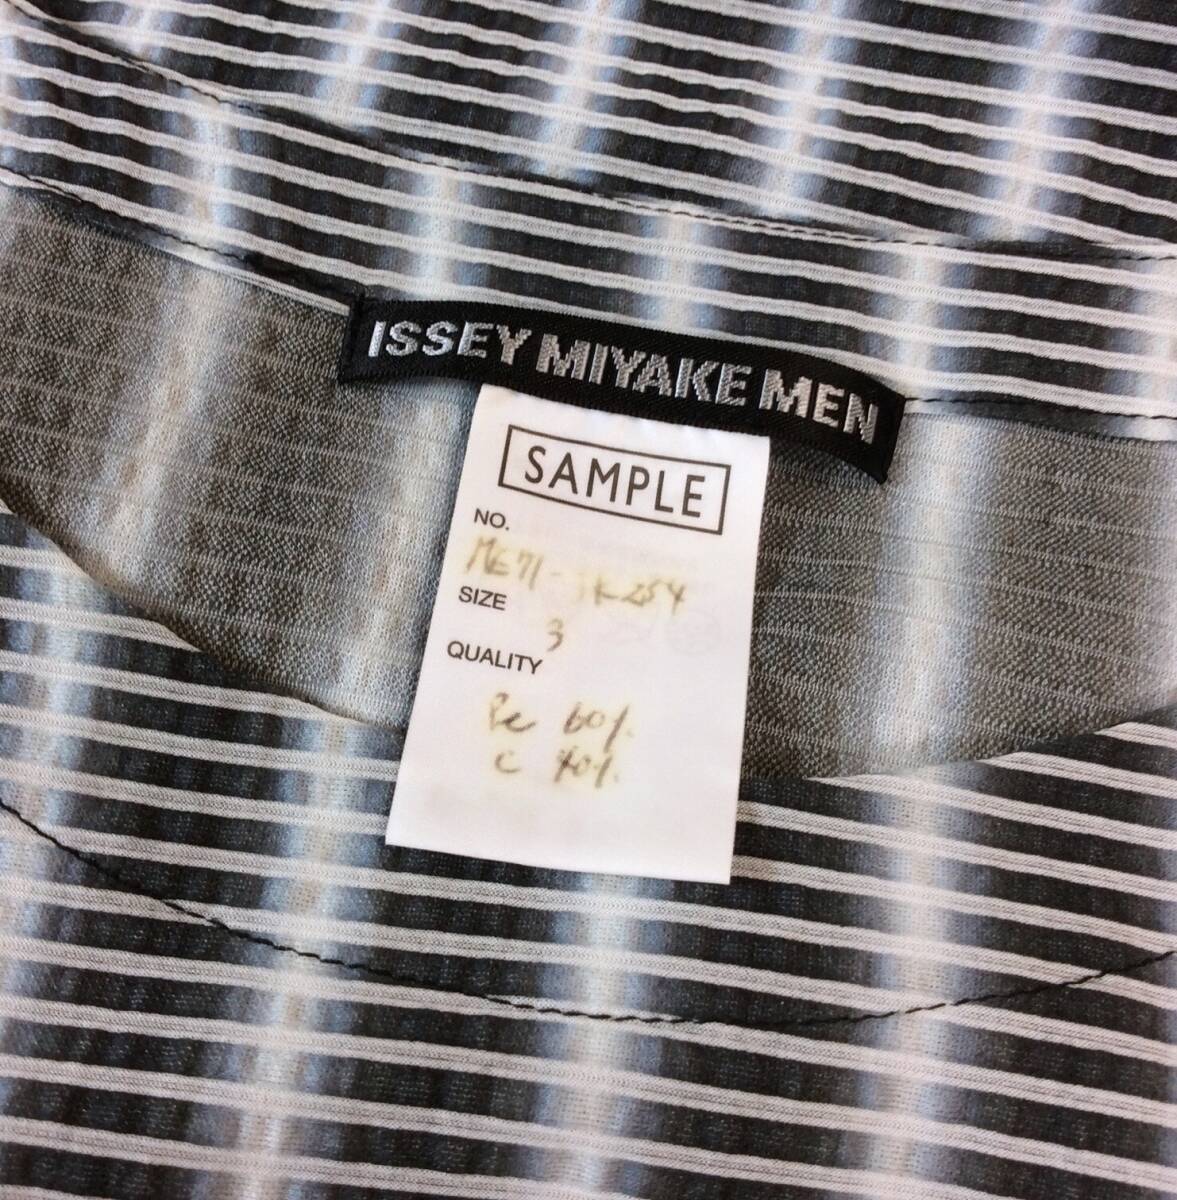 ISSEY MIYAKE MEN
SAMPLE
NO.
ME71-JK254
SIZE
3
QUALITY
Pe 60%
C 40%